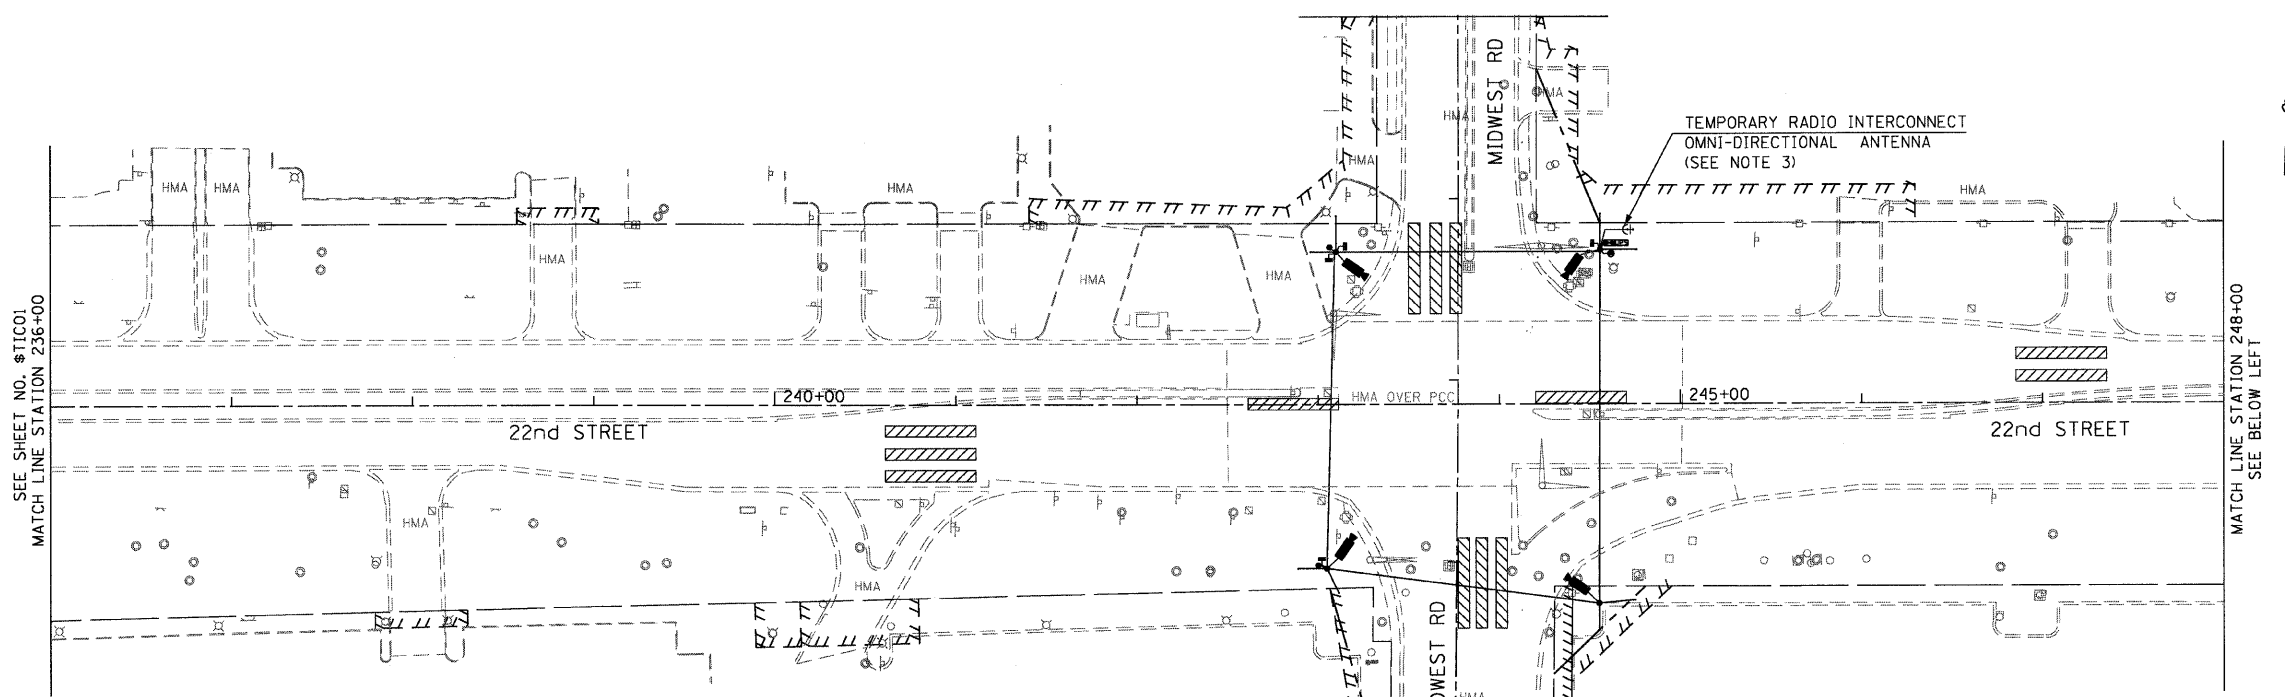 SEE SHEET NO. $TIC01
MATCH LINE STATION 236+00
HMA
HMA
HMA
HMA
HMA
HMA
HMA
HMA
HMA
MIDWEST RD
TEMPORARY RADIO INTERCONNECT
OMNI-DIRECTIONAL ANTENNA
(SEE NOTE 3)
HMA
HMA
240+00
HMA OVER PCC
245+00
22nd STREET
22nd STREET
HMA
HMA
DWEST RD
HMA
MATCH LINE STATION 248+00
SEE BELOW LEFT